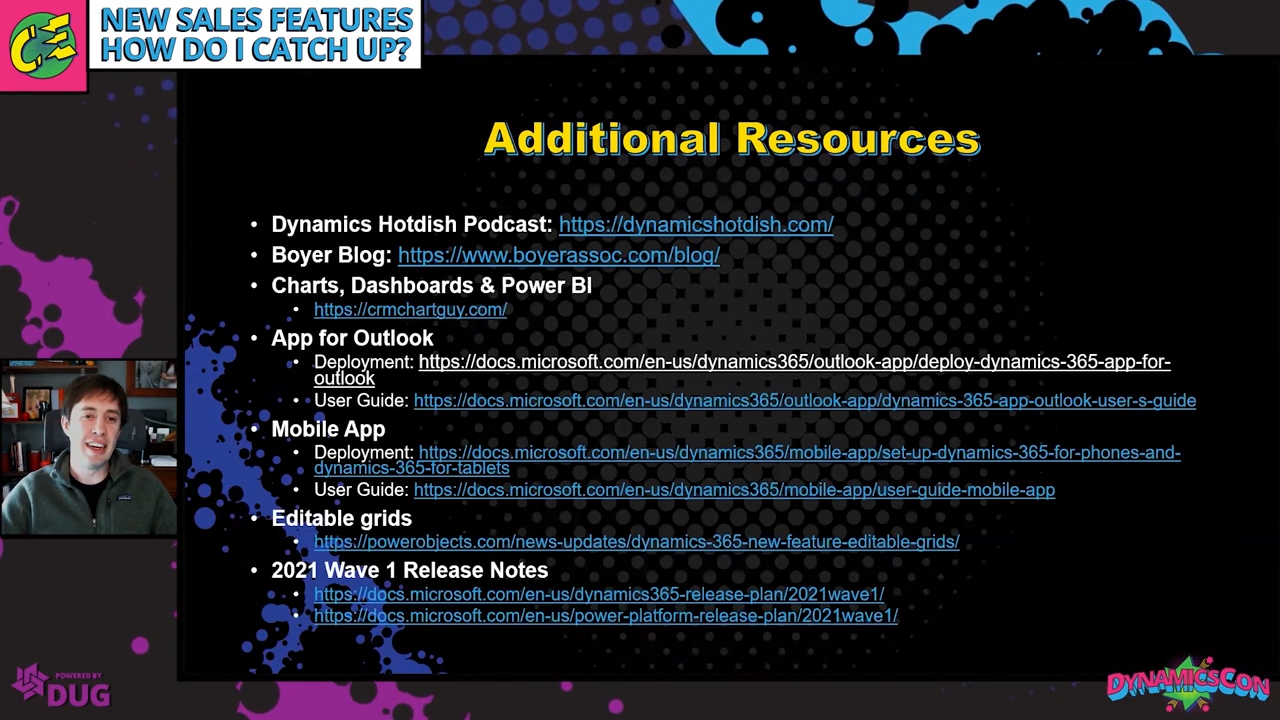 CE
NEW SALES FEATURES
HOW DO I CATCH UP?
Additional Resources
• Dynamics Hotdish Podcast: https://dynamicshotdish.com/
• Boyer Blog: https://www.boyerassoc.com/blog/
• Charts, Dashboards & Power BI
• https://crmchartguy.com/
• App for Outlook
• Deployment: https://docs.microsoft.com/en-us/dynamics365/outlook-app/deploy-dynamics-365-app-for-
outlook
• User Guide: https://docs.microsoft.com/en-us/dynamics365/outlook-app/dynamics-365-app-outlook-user-s-guide
• Mobile App
• Deployment: https://docs.microsoft.com/en-us/dynamics365/mobile-app/set-up-dynamics-365-for-phones-and-
dynamics-365-for-tablets
• User Guide: https://docs.microsoft.com/en-us/dynamics365/mobile-app/user-guide-mobile-app
• Editable grids
• https://powerobjects.com/news-updates/dynamics-365-new-feature-editable-grids/
• 2021 Wave 1 Release Notes
• https://docs.microsoft.com/en-us/dynamics365-release-plan/2021wave1/
• https://docs.microsoft.com/en-us/power-platform-release-plan/2021wave1/
POWERED BY
DUG
DYNAMICSCON